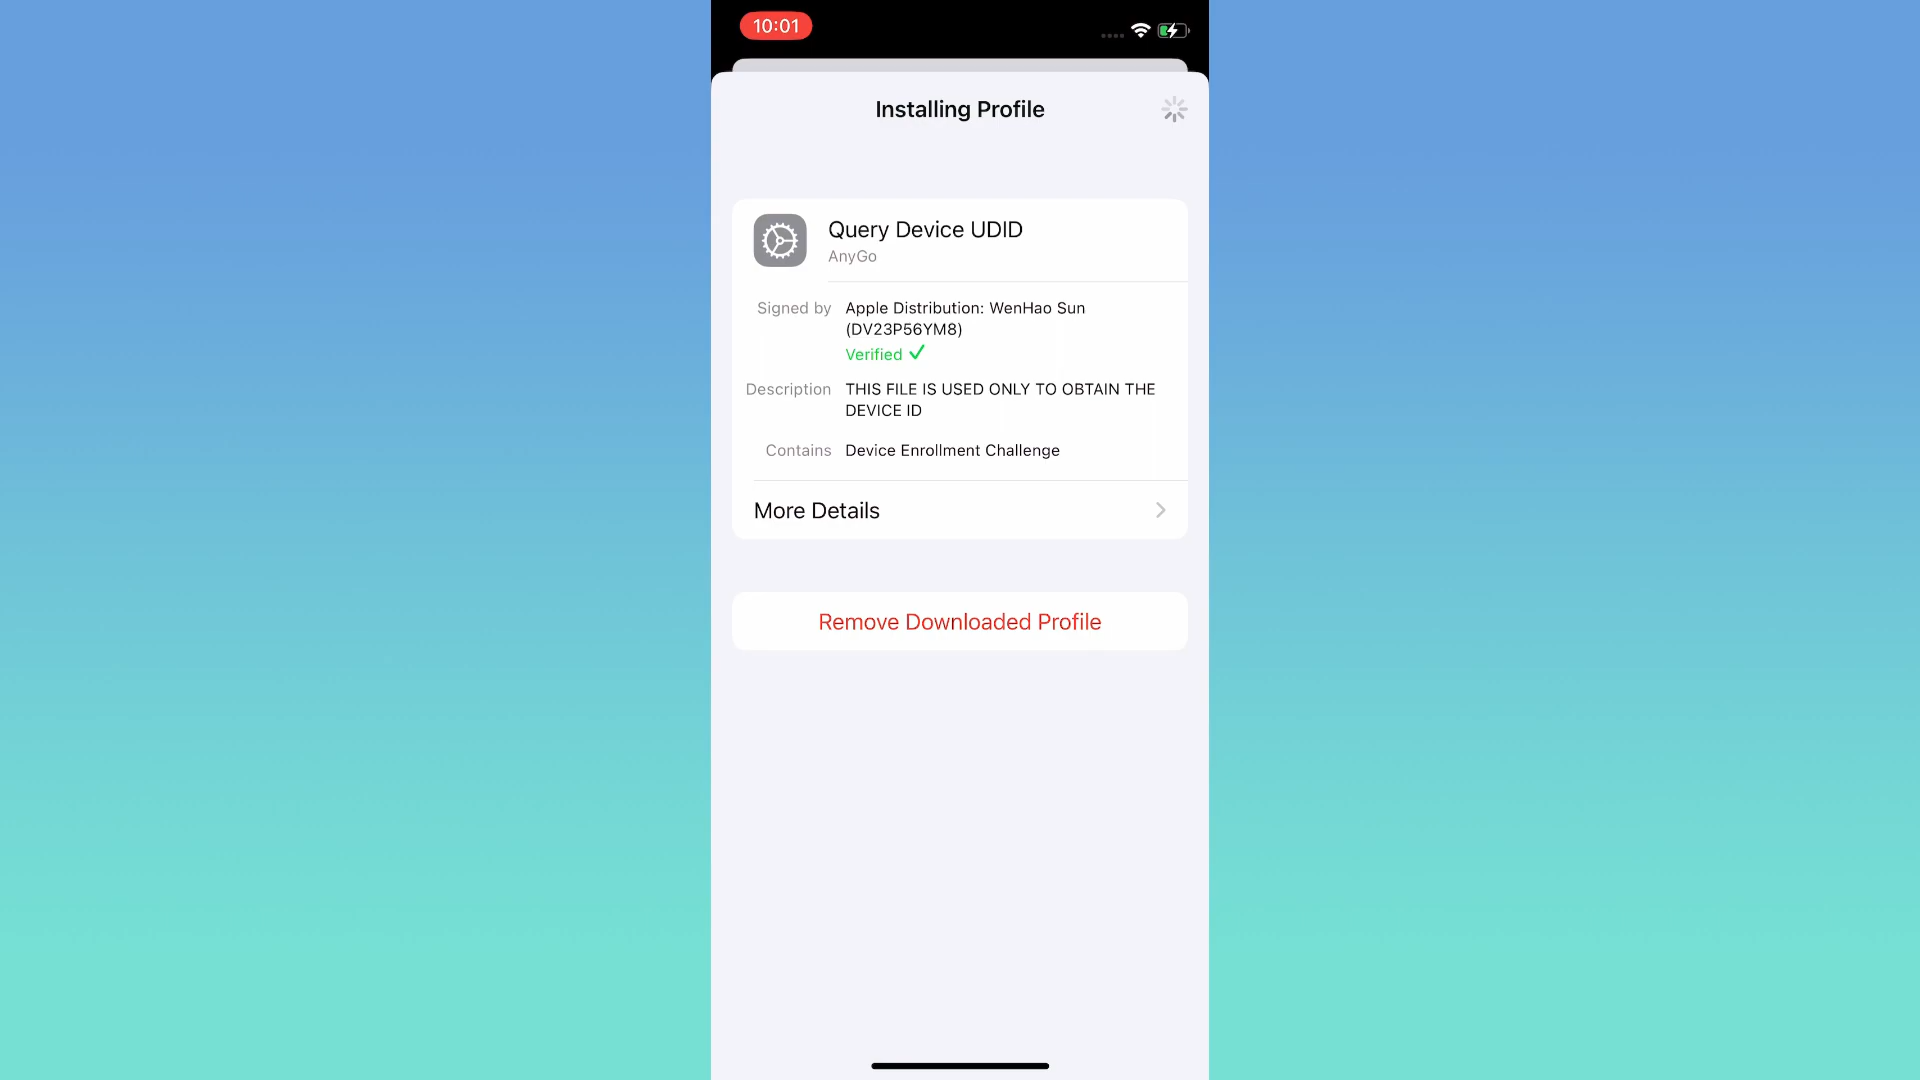 10:01
Installing Profile
Query Device UDID
AnyGo
Signed by Apple Distribution: WenHao Sun
(DV23P56YM8)
Verified ✓
Description THIS FILE IS USED ONLY TO OBTAIN THE
DEVICE ID
Contains Device Enrollment Challenge
More Details
Remove Downloaded Profile